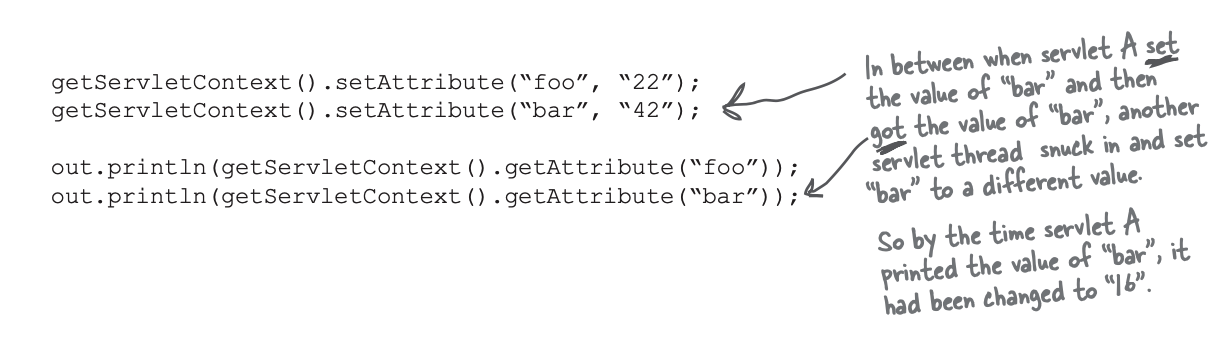 getServletContext().setAttribute(“foo”, “22”);
getServletContext().setAttribute(“bar”, “42”);
out.println(getServletContext().getAttribute(“foo”));
out.println(getServletContext().getAttribute(“bar”));
In between when servlet A set
the value of “bar” and then
got the value of “bar”, another
servlet thread snuck in and set
“bar” to a different value.
So by the time servlet A
printed the value of “bar”, it
had been changed to “16”.